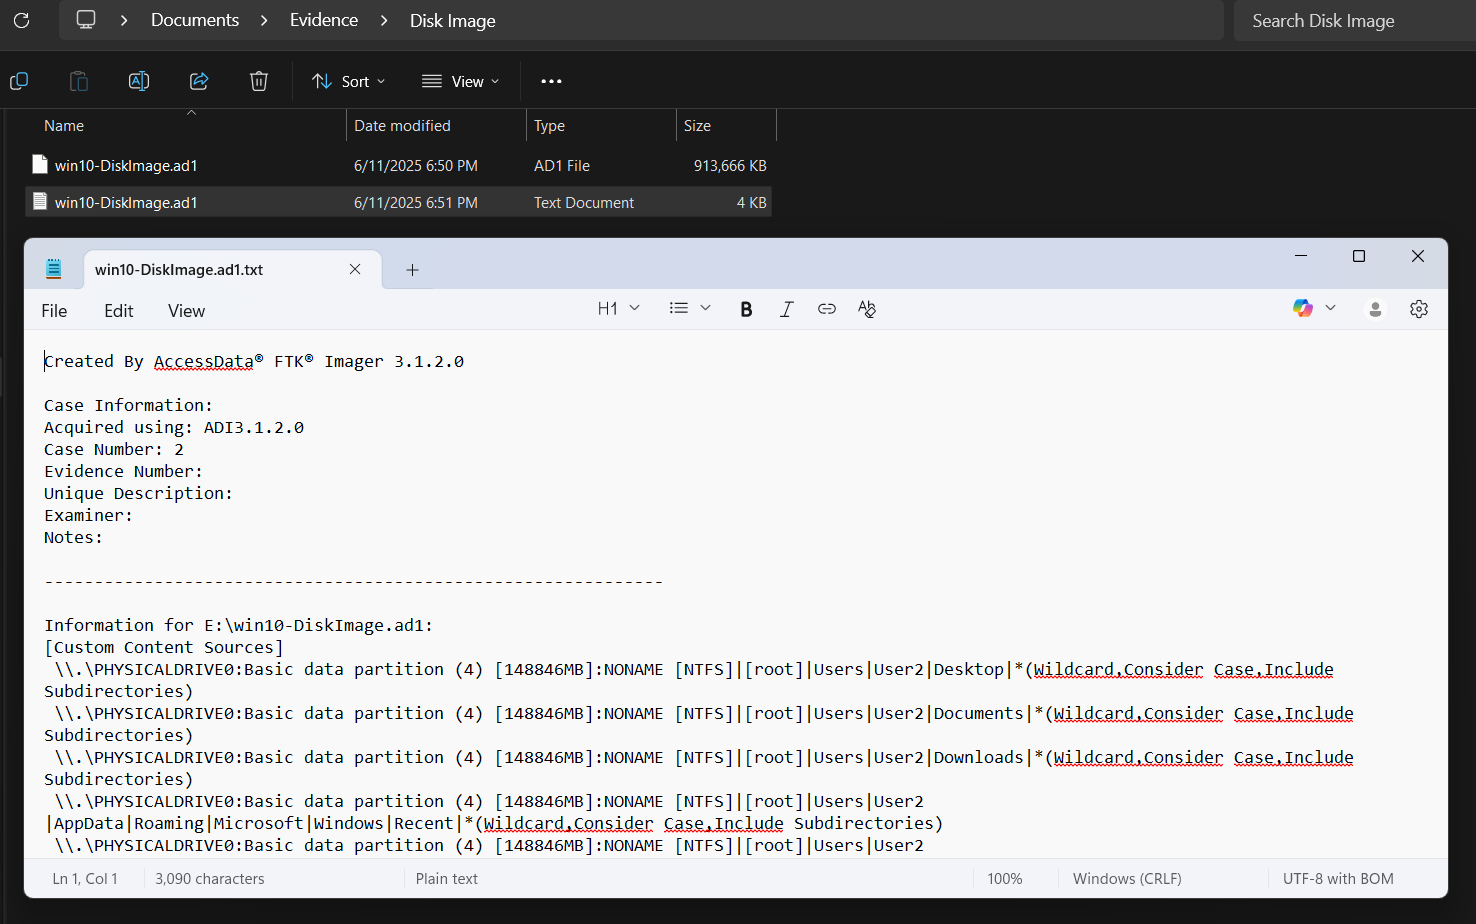 Documents > Evidence > Disk Image
Search Disk Image
Sort
View
Name Date modified Type Size
win10-DiskImage.ad1 6/11/2025 6:50 PM AD1 File 913,666 KB
win10-DiskImage.ad1 6/11/2025 6:51 PM Text Document 4 KB
win10-DiskImage.ad1.txt
File Edit View H1 B I
Created By AccessData® FTK® Imager 3.1.2.0
Case Information:
Acquired using: ADI3.1.2.0
Case Number: 2
Evidence Number:
Unique Description:
Examiner:
Notes:
--------------------------------------------------------------
Information for E:\win10-DiskImage.ad1:
[Custom Content Sources]
\\.\PHYSICALDRIVE0:Basic data partition (4) [148846MB]:NONAME [NTFS]|[root]|Users|User2|Desktop|*(Wildcard,Consider Case,Include
Subdirectories)
\\.\PHYSICALDRIVE0:Basic data partition (4) [148846MB]:NONAME [NTFS]|[root]|Users|User2|Documents|*(Wildcard,Consider Case,Include
Subdirectories)
\\.\PHYSICALDRIVE0:Basic data partition (4) [148846MB]:NONAME [NTFS]|[root]|Users|User2|Downloads|*(Wildcard,Consider Case,Include
Subdirectories)
\\.\PHYSICALDRIVE0:Basic data partition (4) [148846MB]:NONAME [NTFS]|[root]|Users|User2
|AppData|Roaming|Microsoft|Windows|Recent|*(Wildcard,Consider Case,Include Subdirectories)
\\.\PHYSICALDRIVE0:Basic data partition (4) [148846MB]:NONAME [NTFS]|[root]|Users|User2
Ln 1, Col 1 3,090 characters Plain text 100% Windows (CRLF) UTF-8 with BOM